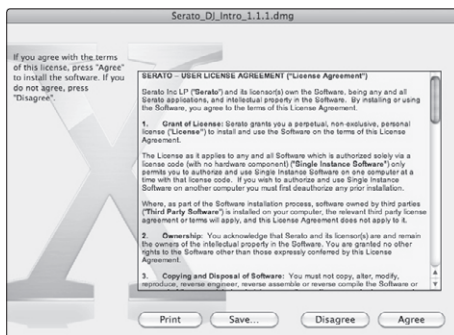 Serato_DJ_Intro_1.1.1.dmg
If you agree with the terms
of this license, press "Agree"
to install the software. If you
do not agree, press
"Disagree".
SERATO – USER LICENSE AGREEMENT ("License Agreement")
Serato Inc LP ("Serato") and its licensor(s) own the Software, being any and all
Serato applications, and intellectual property in the Software. By installing or using
the Software, you agree to the terms of this License Agreement.
1. Grant of License: Serato grants you a perpetual, non-exclusive, personal
license ("License") to install and use the Software on the terms of this License
Agreement.
The License as it applies to any and all Software which is authorized solely via a
license code (with no hardware component) ("Single Instance Software") only
permits you to authorize and use Single Instance Software on one computer at a
time with that license code. If you wish to authorize and use Single Instance
Software on another computer you must first deauthorize any prior installation.
Where, as part of the Software installation process, software owned by third parties
("Third Party Software") is installed on your computer, the relevant third party license
agreement or terms will apply, and this License Agreement does not apply to it.
2. Ownership: You acknowledge that Serato and its licensor(s) are and remain
the owners of the intellectual property in the Software. You are granted no other
rights to the Software other than those expressly conferred by this License
Agreement.
3. Copying and Disposal of Software: You must not copy, alter, modify,
reproduce, reverse engineer, reverse assemble or reverse compile the Software or
Print Save... Disagree Agree